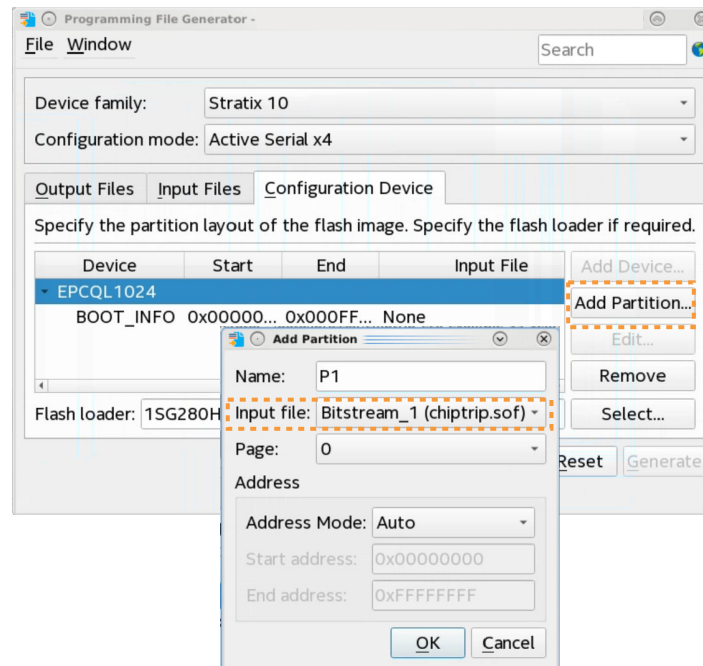 Programming File Generator -
File Window
Search
Device family: Stratix 10
Configuration mode: Active Serial x4
Output Files Input Files Configuration Device
Specify the partition layout of the flash image. Specify the flash loader if required.
Device Start End Input File
Add Device...
EPCQL1024
Add Partition...
BOOT_INFO 0x00000... 0x000FF... None
Edit...
Remove
Flash loader: 1SG280H
Select...
Reset Generate
Add Partition
Name: P1
Input file: Bitstream_1 (chiptrip.sof)
Page: 0
Address
Address Mode: Auto
Start address: 0x00000000
End address: 0xFFFFFFFF
OK Cancel